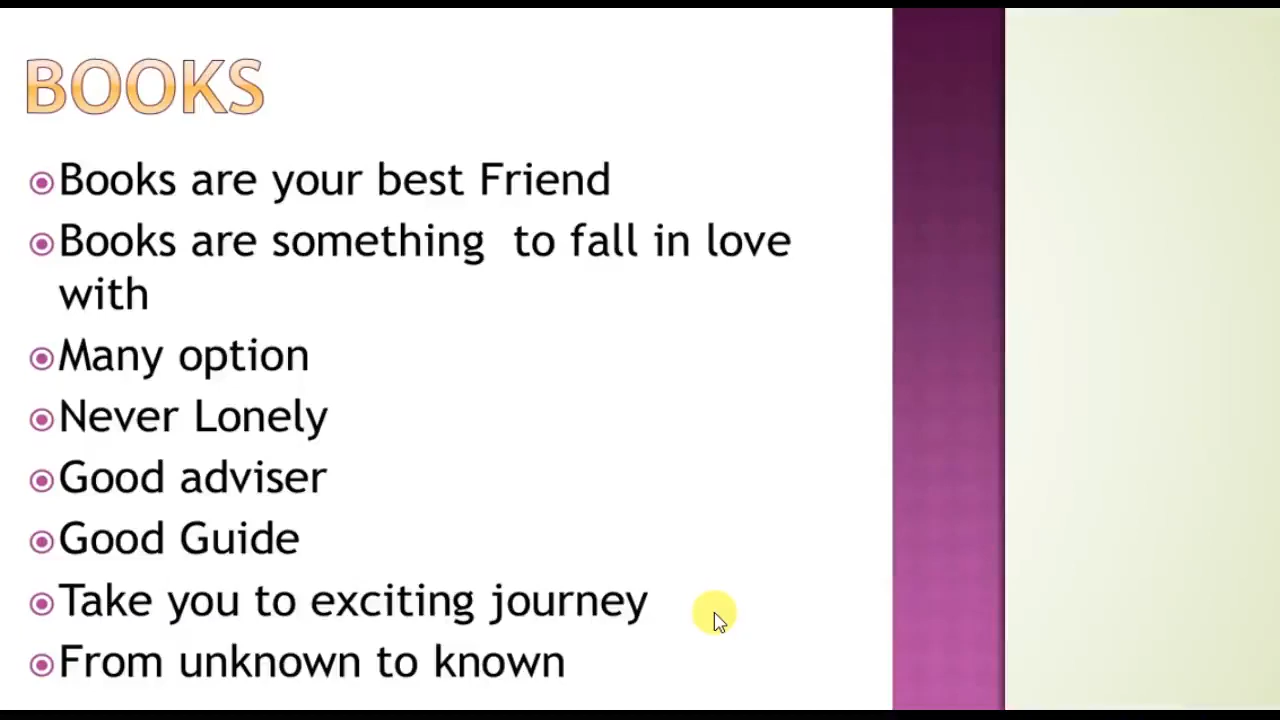 BOOKS
Books are your best Friend
Books are something  to fall in love
with
Many option
Never Lonely
Good adviser
Good Guide
Take you to exciting journey
From unknown to known